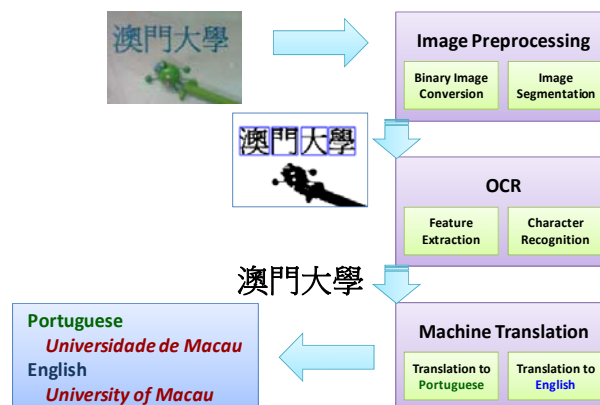 澳門大學
Image Preprocessing
Binary Image
Conversion
Image
Segmentation
澳門大學
OCR
Feature
Extraction
Character
Recognition
澳門大學
Machine Translation
Translation to
Portuguese
Translation to
English
Portuguese
Universidade de Macau
English
University of Macau